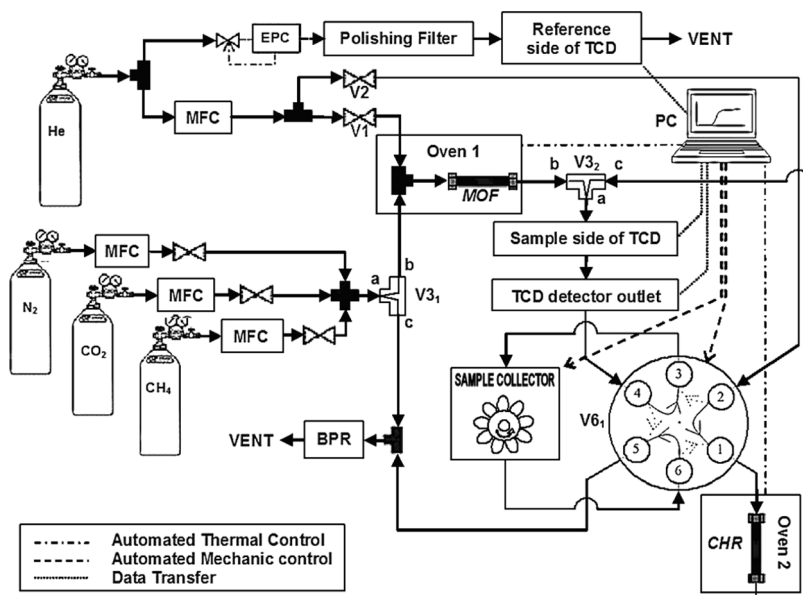 EPC
Polishing Filter
Reference side of TCD
VENT
He
MFC
V2
V1
PC
Oven 1
MOF
b
V3₂
c
a
Sample side of TCD
TCD detector outlet
N₂
MFC
CO₂
MFC
CH₄
MFC
a
b
V3₁
c
SAMPLE COLLECTOR
3
4
2
V6₁
5
1
6
VENT
BPR
CHR
Oven 2
Automated Thermal Control
Automated Mechanic control
Data Transfer